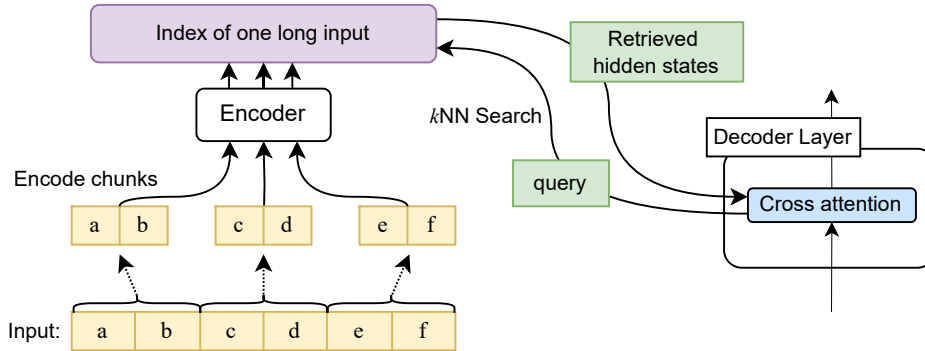 Index of one long input
Retrieved
hidden states
Encoder
kNN Search
Decoder Layer
Encode chunks
query
Cross attention
a b c d e f
Input: a b c d e f